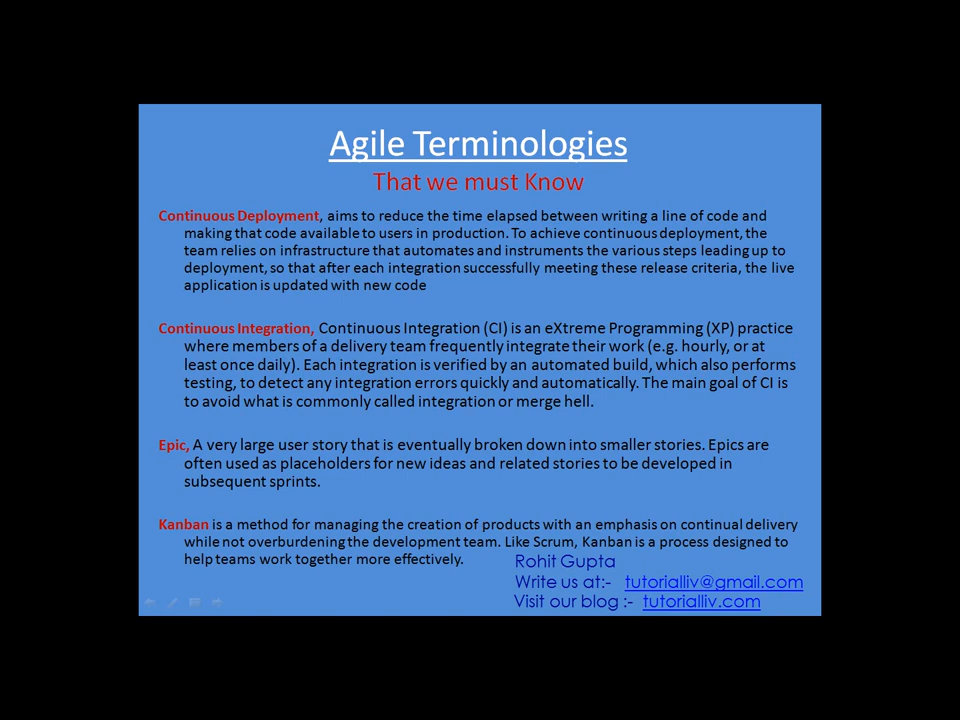 Agile Terminologies
That we must Know
Continuous Deployment, aims to reduce the time elapsed between writing a line of code and
making that code available to users in production. To achieve continuous deployment, the
team relies on infrastructure that automates and instruments the various steps leading up to
deployment, so that after each integration successfully meeting these release criteria, the live
application is updated with new code
Continuous Integration, Continuous Integration (CI) is an eXtreme Programming (XP) practice
where members of a delivery team frequently integrate their work (e.g. hourly, or at
least once daily). Each integration is verified by an automated build, which also performs
testing, to detect any integration errors quickly and automatically. The main goal of CI is
to avoid what is commonly called integration or merge hell.
Epic, A very large user story that is eventually broken down into smaller stories. Epics are
often used as placeholders for new ideas and related stories to be developed in
subsequent sprints.
Kanban is a method for managing the creation of products with an emphasis on continual delivery
while not overburdening the development team. Like Scrum, Kanban is a process designed to
help teams work together more effectively.
Rohit Gupta
Write us at:- tutorialliv@gmail.com
Visit our blog :- tutorialliv.com